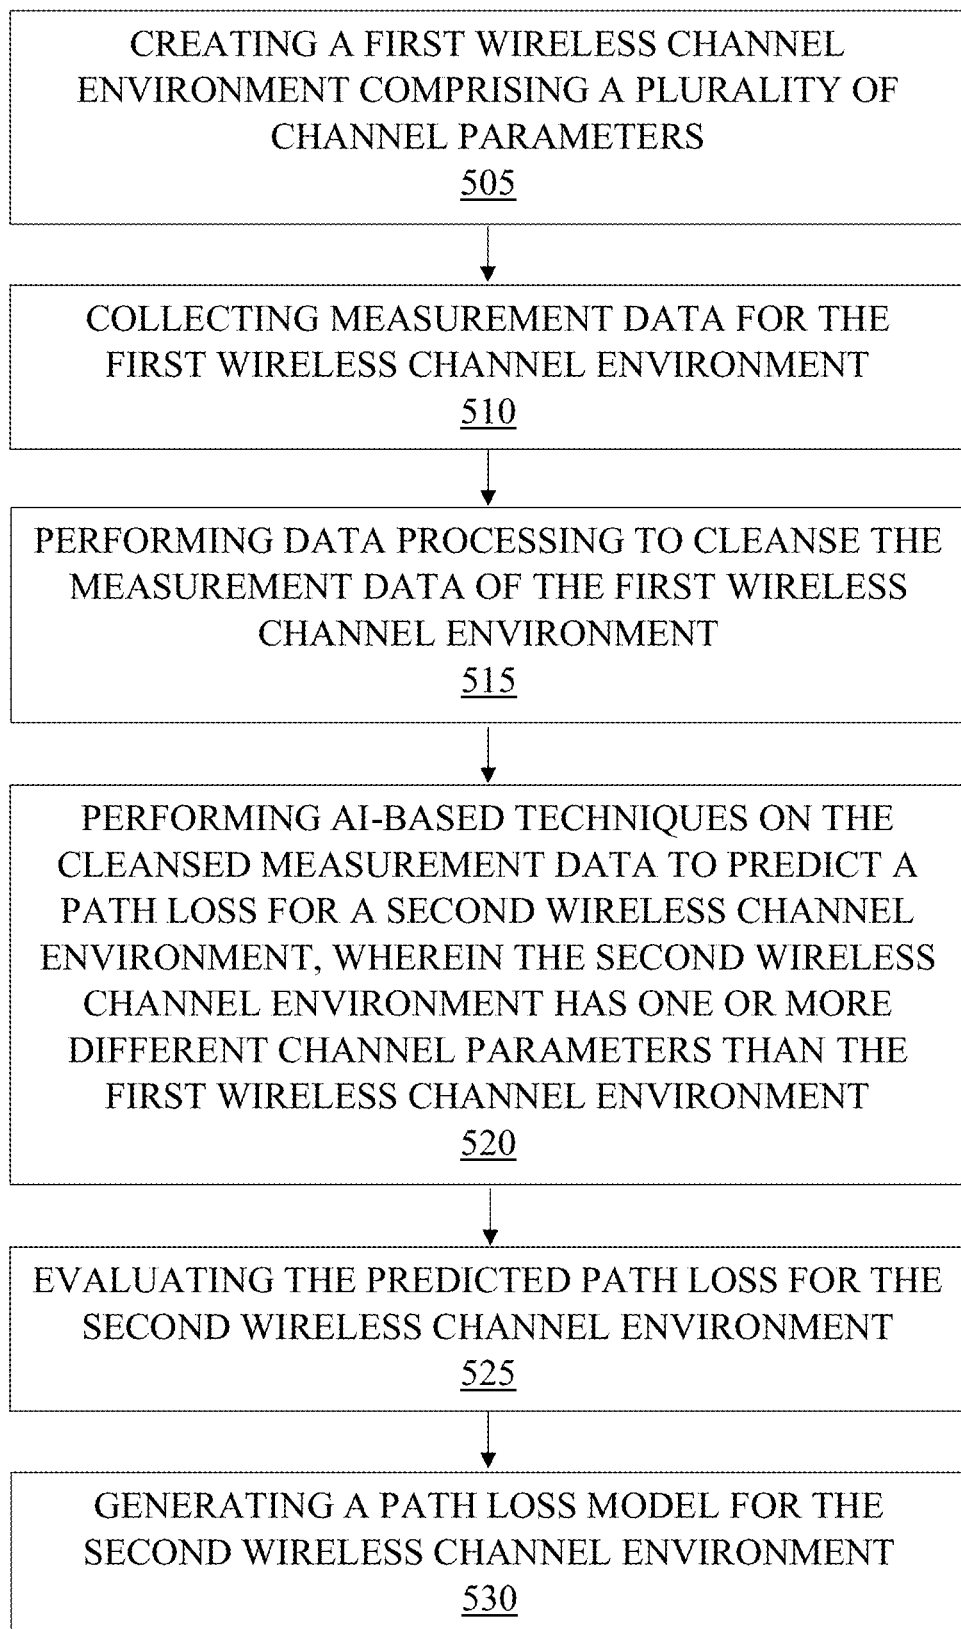 CREATING A FIRST WIRELESS CHANNEL
ENVIRONMENT COMPRISING A PLURALITY OF
CHANNEL PARAMETERS
505
COLLECTING MEASUREMENT DATA FOR THE
FIRST WIRELESS CHANNEL ENVIRONMENT
510
PERFORMING DATA PROCESSING TO CLEANSE THE
MEASUREMENT DATA OF THE FIRST WIRELESS
CHANNEL ENVIRONMENT
515
PERFORMING AI-BASED TECHNIQUES ON THE
CLEANSED MEASUREMENT DATA TO PREDICT A
PATH LOSS FOR A SECOND WIRELESS CHANNEL
ENVIRONMENT, WHEREIN THE SECOND WIRELESS
CHANNEL ENVIRONMENT HAS ONE OR MORE
DIFFERENT CHANNEL PARAMETERS THAN THE
FIRST WIRELESS CHANNEL ENVIRONMENT
520
EVALUATING THE PREDICTED PATH LOSS FOR THE
SECOND WIRELESS CHANNEL ENVIRONMENT
525
GENERATING A PATH LOSS MODEL FOR THE
SECOND WIRELESS CHANNEL ENVIRONMENT
530